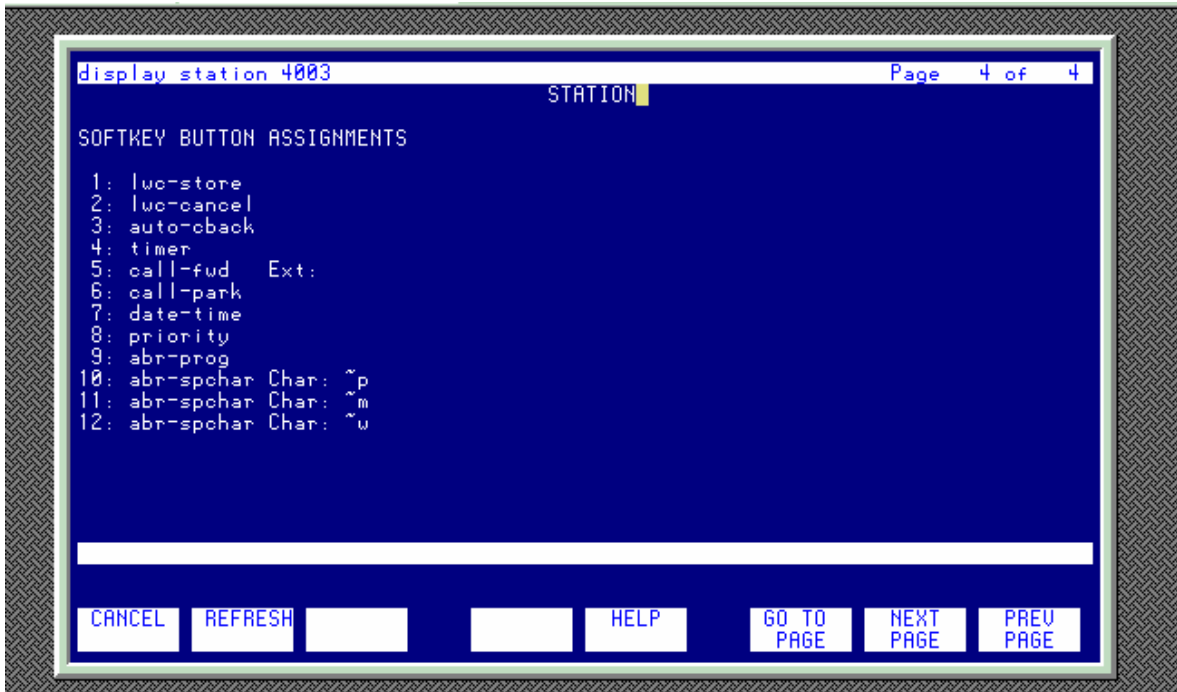 display station 4003 Page 4 of 4
STATION
SOFTKEY BUTTON ASSIGNMENTS
1: lwc-store
2: lwc-cancel
3: auto-cback
4: timer
5: call-fwd Ext:
6: call-park
7: date-time
8: priority
9: abr-prog
10: abr-spchar Char: ~p
11: abr-spchar Char: ~m
12: abr-spchar Char: ~w
CANCEL REFRESH HELP GO TO PAGE NEXT PAGE PREV PAGE